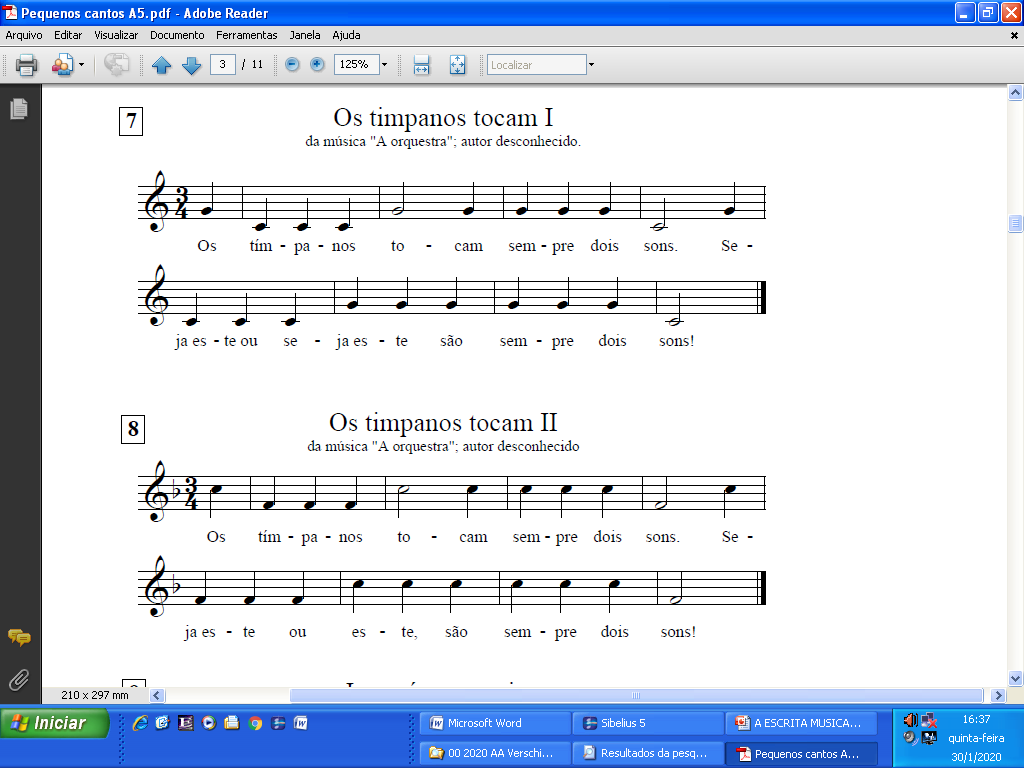 Pequenos cantos A5.pdf - Adobe Reader
Arquivo Editar Visualizar Documento Ferramentas Janela Ajuda
3 / 11 125% Localizar
7 Os timpanos tocam I
da música "A orquestra"; autor desconhecido.
3
4
Os tím - pa - nos to - cam sem - pre dois sons. Se -
ja es - te ou se - ja es - te são sem - pre dois sons!
8 Os timpanos tocam II
da música "A orquestra"; autor desconhecido
3
4
Os tím - pa - nos to - cam sem - pre dois sons. Se -
ja es - te ou es - te, são sem - pre dois sons!
210 x 297 mm
Iniciar
Microsoft Word
Sibelius 5
A ESCRITA MUSICA...
16:37
quinta-feira
00 2020 AA Verschi...
Resultados da pesq...
Pequenos cantos A...
30/1/2020